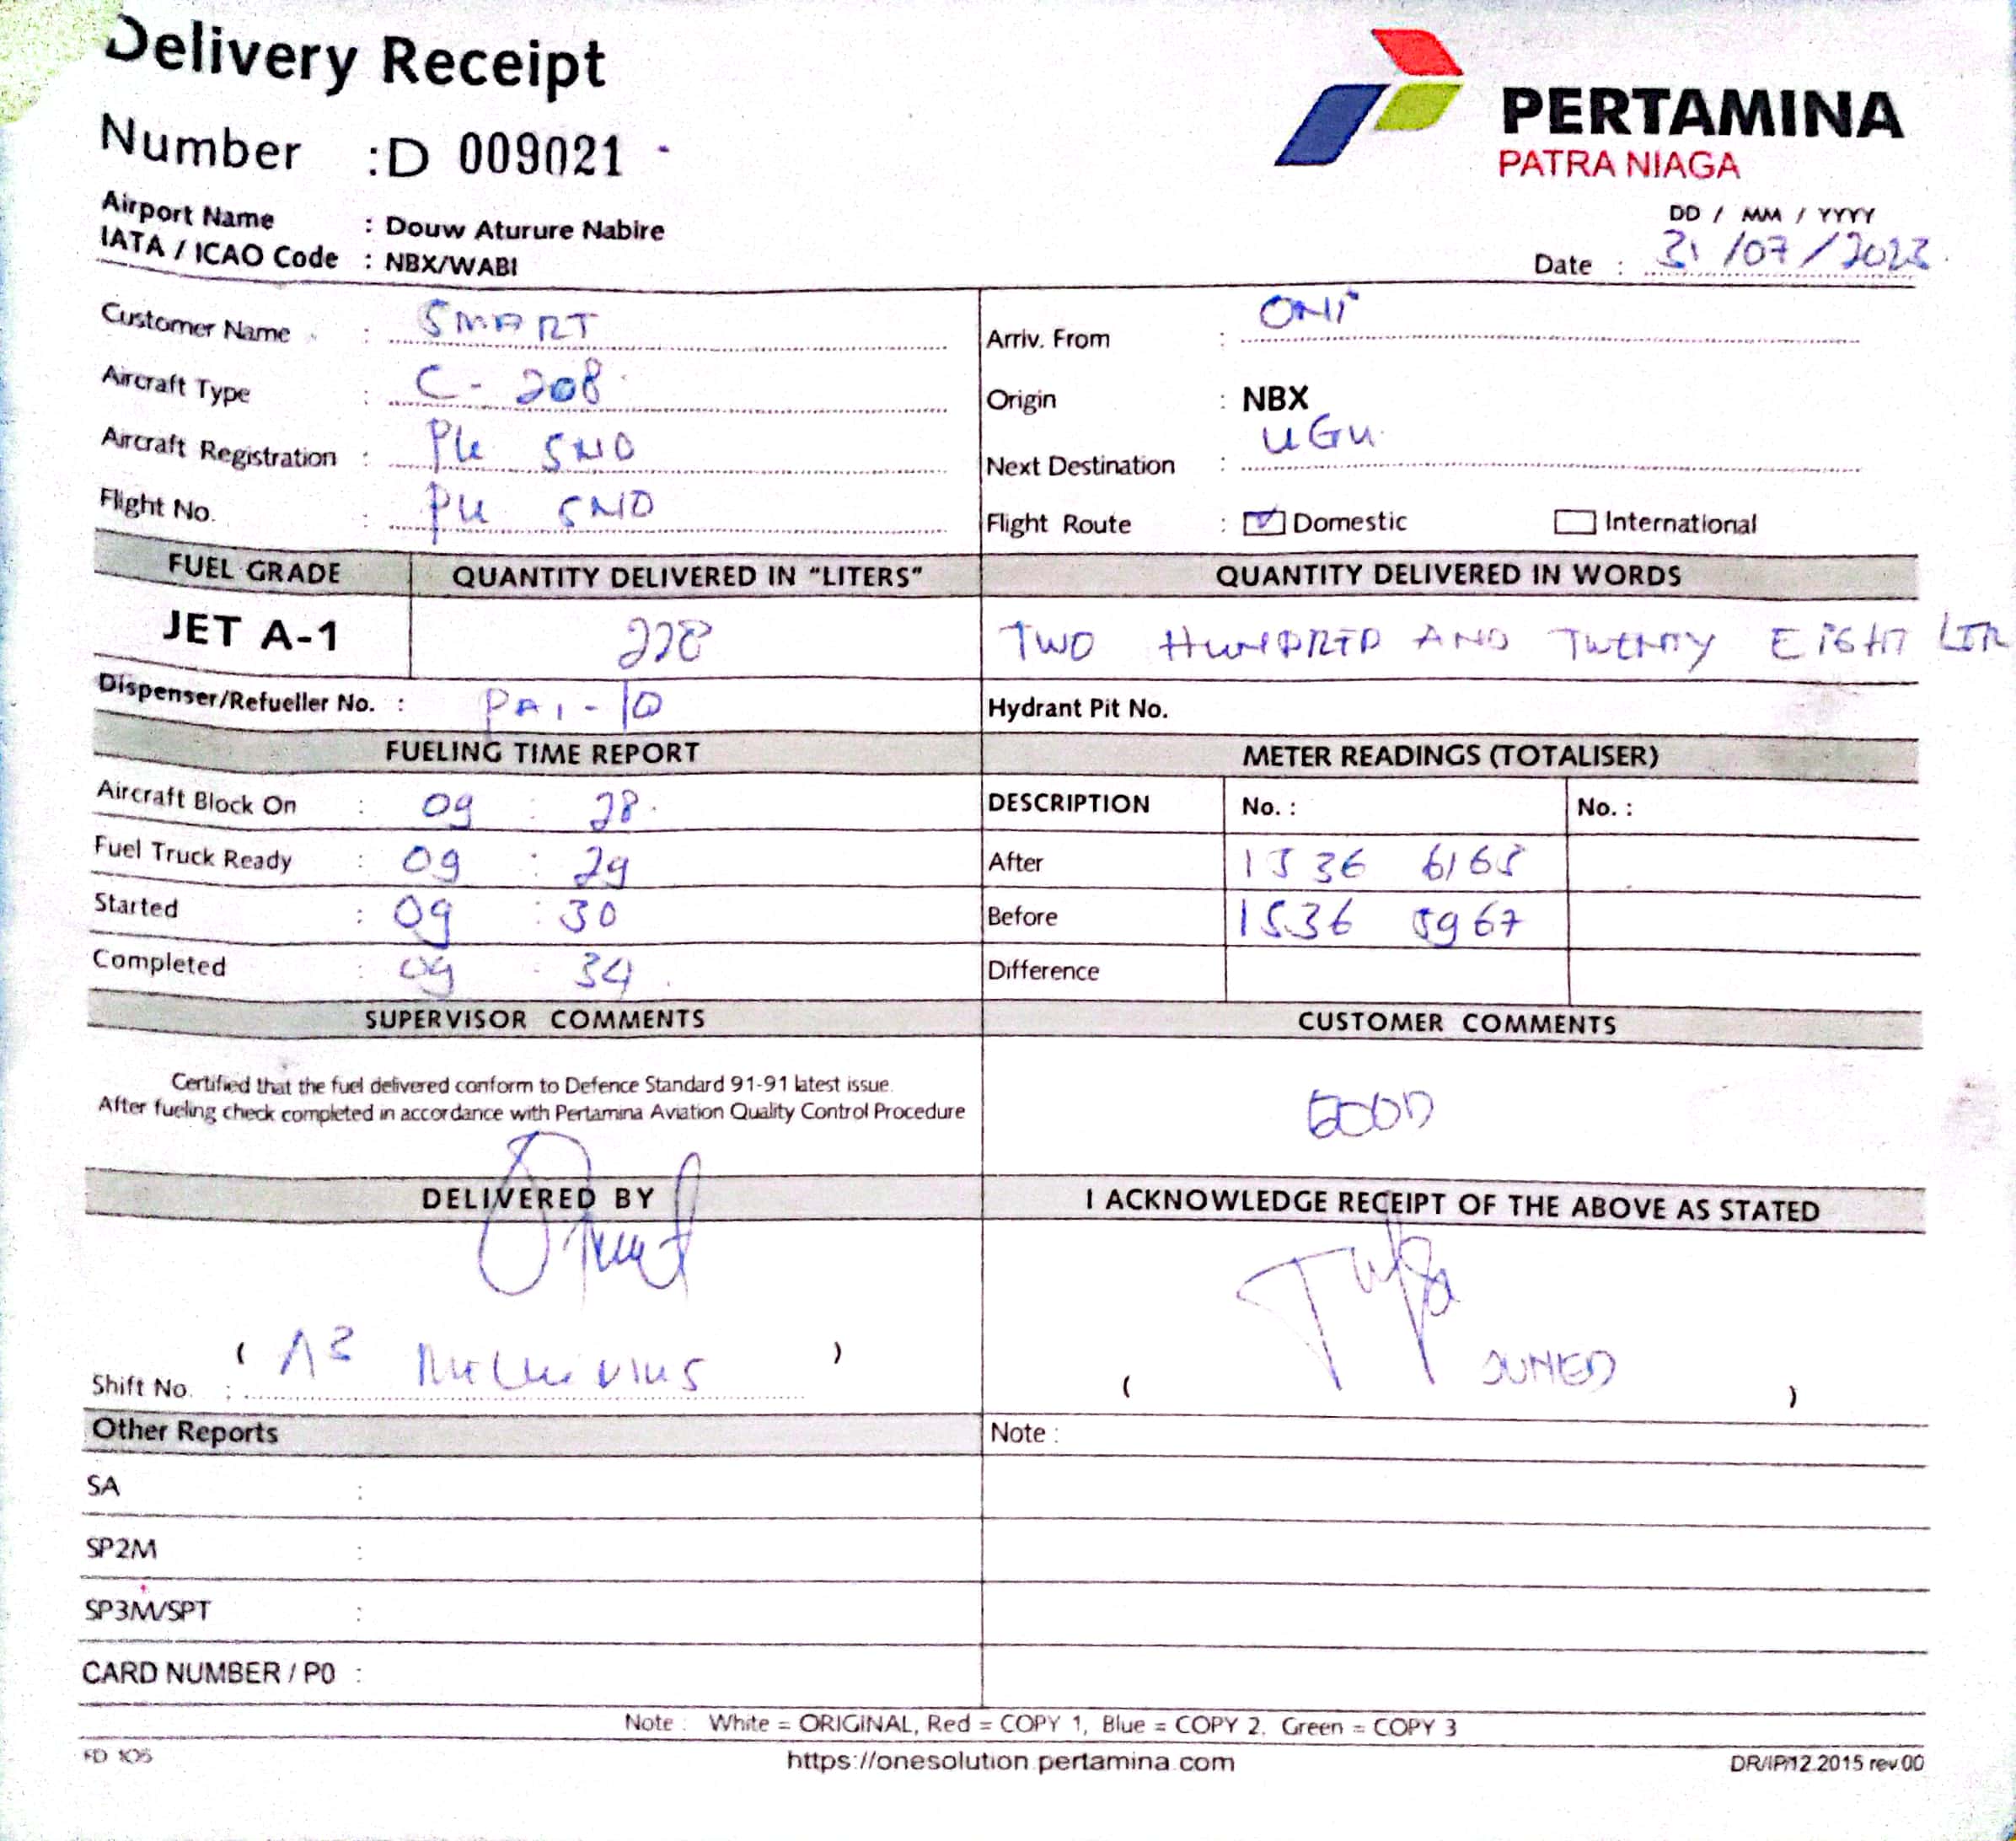 Delivery Receipt
Number : D 009021
PERTAMINA
PATRA NIAGA
Airport Name : Douw Aturure Nabire
IATA / ICAO Code : NBX/WABI
DD / MM / YYYY
Date : 31 / 07 / 2023
Customer Name : SMART
Aircraft Type : C - 208
Aircraft Registration : PK SND
Flight No. : PK SND
Arriv. From : ONI
Origin : NBX
Next Destination : UGU
Flight Route : Domestic International
FUEL GRADE QUANTITY DELIVERED IN "LITERS" QUANTITY DELIVERED IN WORDS
JET A-1 228 TWO HUNDRED AND TWENTY EIGHT LTR
Dispenser/Refueller No. : PAI - 10 Hydrant Pit No.
FUELING TIME REPORT METER READINGS (TOTALISER)
Aircraft Block On : 09 : 28 DESCRIPTION No. : No. :
Fuel Truck Ready : 09 : 29 After 1536 6165
Started : 09 : 30 Before 1536 5967
Completed : 09 : 34 Difference
SUPERVISOR COMMENTS CUSTOMER COMMENTS
Certified that the fuel delivered conform to Defence Standard 91-91 latest issue.
After fueling check completed in accordance with Pertamina Aviation Quality Control Procedure
GOOD
DELIVERED BY I ACKNOWLEDGE RECEIPT OF THE ABOVE AS STATED
( )
Shift No. :
( JUNED )
Other Reports Note :
SA :
SP2M :
SP3M/SPT :
CARD NUMBER / P0 :
Note : White = ORIGINAL, Red = COPY 1, Blue = COPY 2, Green = COPY 3
FD 105 https://onesolution.pertamina.com DR/IP/12.2015 rev.00